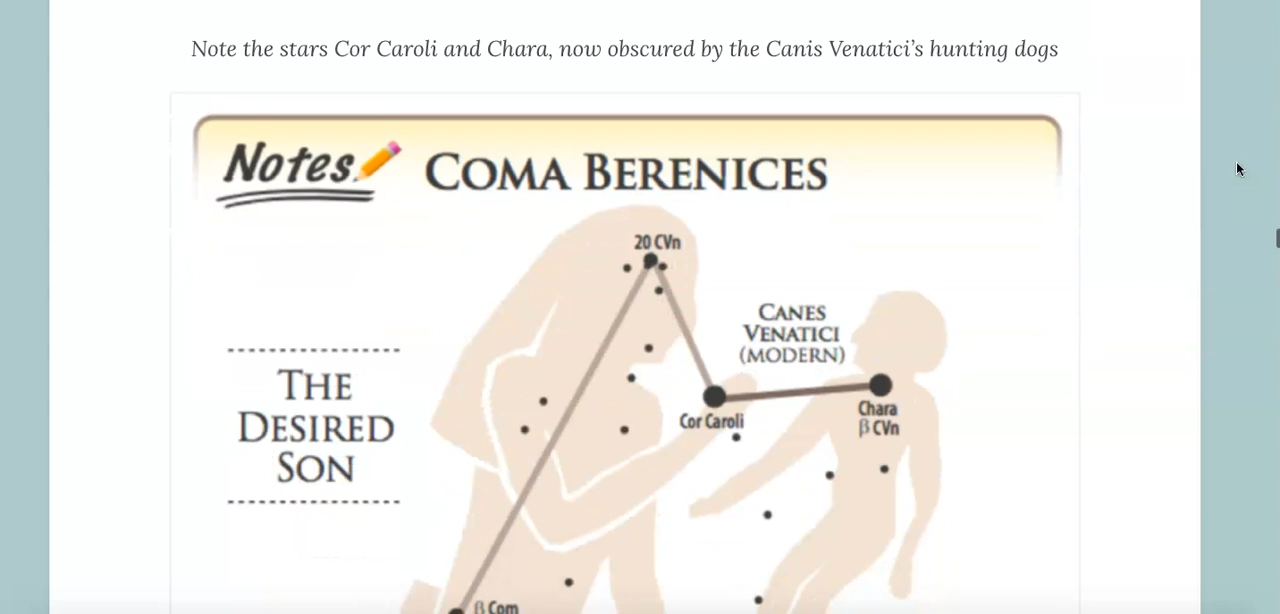 Note the stars Cor Caroli and Chara, now obscured by the Canis Venatici’s hunting dogs
Notes
COMA BERENICES
20 CVn
CANES
VENATICI
(MODERN)
THE
DESIRED
SON
Cor Caroli
Chara
β CVn
β Com